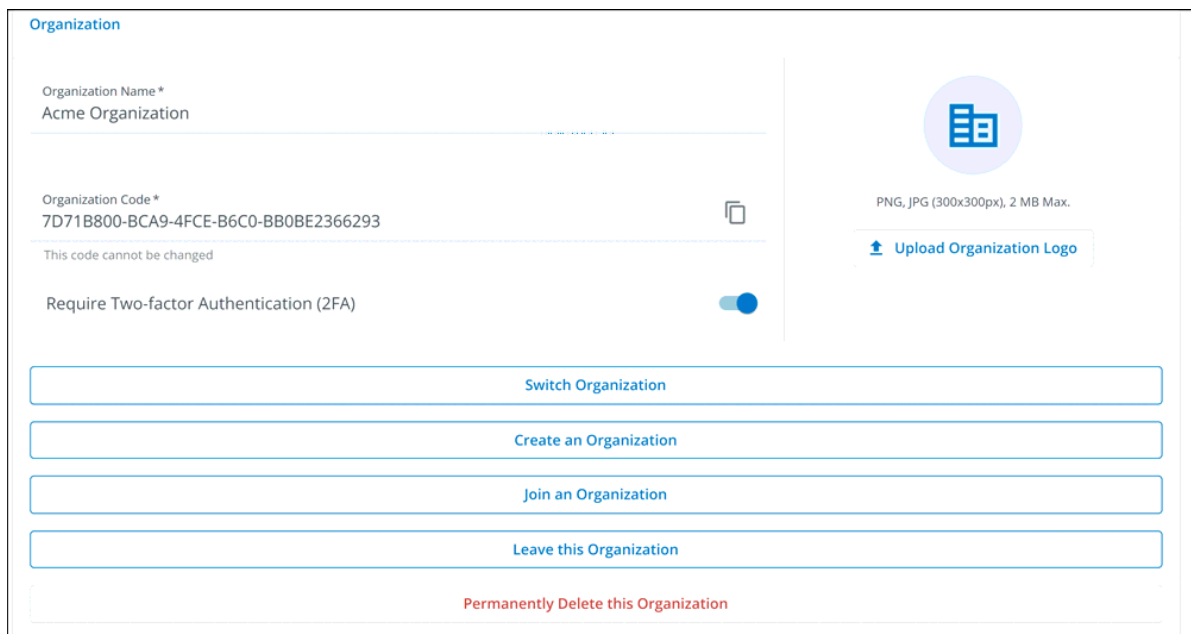 Organization
Organization Name *
Acme Organization
Organization Code *
7D71B800-BCA9-4FCE-B6C0-BB0BE2366293
This code cannot be changed
Require Two-factor Authentication (2FA)
PNG, JPG (300x300px), 2 MB Max.
Upload Organization Logo
Switch Organization
Create an Organization
Join an Organization
Leave this Organization
Permanently Delete this Organization